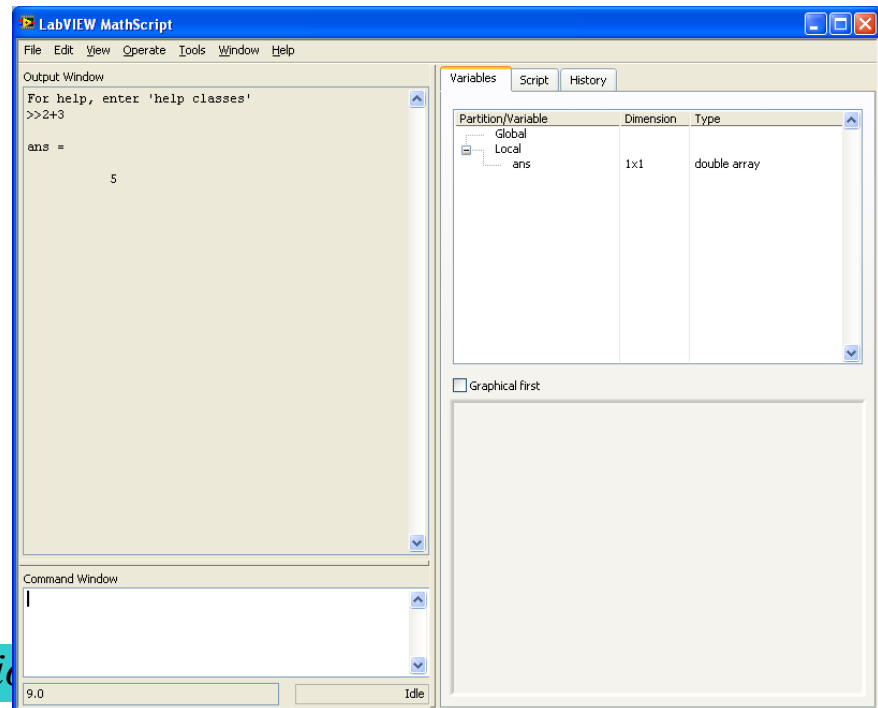 LabVIEW MathScript
File Edit View Operate Tools Window Help
Output Window
For help, enter 'help classes'
>>2+3
ans =
5
Command Window
9.0 Idle
Variables Script History
Partition/Variable Dimension Type
Global
Local
ans 1x1 double array
Graphical first